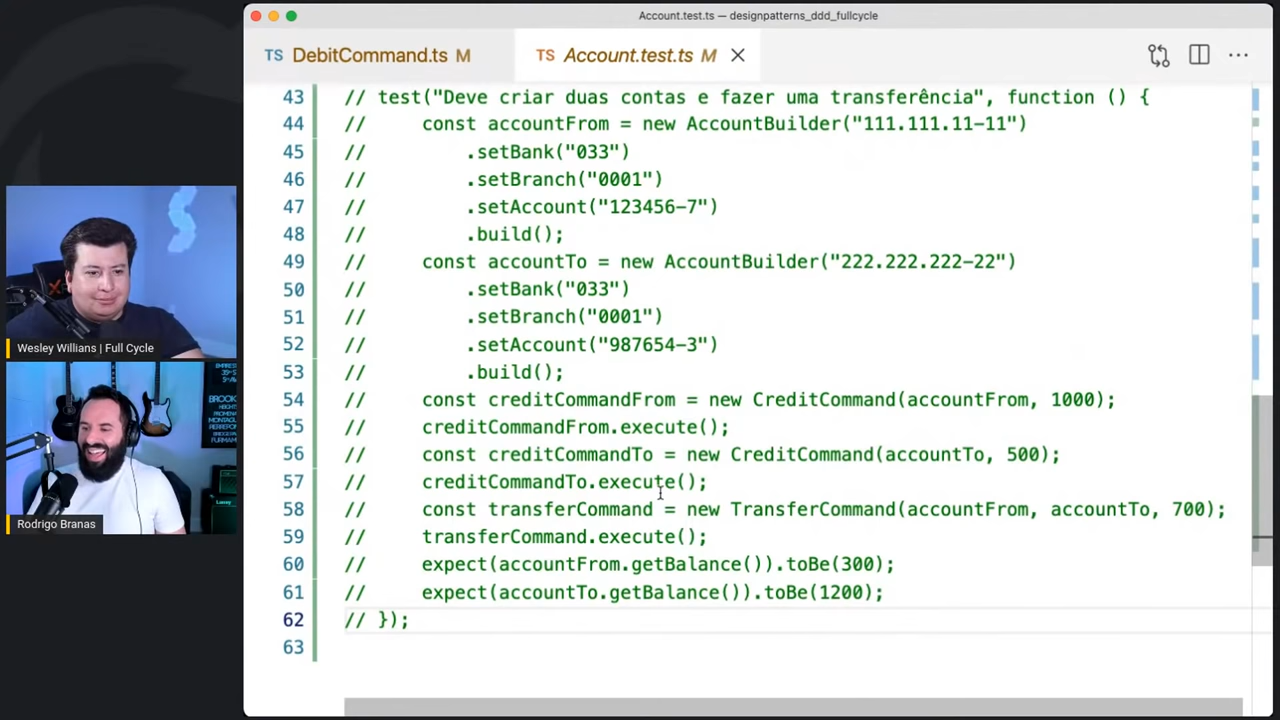 Account.test.ts — designpatterns_ddd_fullcycle
TS DebitCommand.ts M
TS Account.test.ts M
43 // test("Deve criar duas contas e fazer uma transferência", function () {
44 //     const accountFrom = new AccountBuilder("111.111.11-11")
45 //         .setBank("033")
46 //         .setBranch("0001")
47 //         .setAccount("123456-7")
48 //         .build();
49 //     const accountTo = new AccountBuilder("222.222.222-22")
50 //         .setBank("033")
51 //         .setBranch("0001")
52 //         .setAccount("987654-3")
53 //         .build();
54 //     const creditCommandFrom = new CreditCommand(accountFrom, 1000);
55 //     creditCommandFrom.execute();
56 //     const creditCommandTo = new CreditCommand(accountTo, 500);
57 //     creditCommandTo.execute();
58 //     const transferCommand = new TransferCommand(accountFrom, accountTo, 700);
59 //     transferCommand.execute();
60 //     expect(accountFrom.getBalance()).toBe(300);
61 //     expect(accountTo.getBalance()).toBe(1200);
62 // });
63
Wesley Willians | Full Cycle
Rodrigo Branas